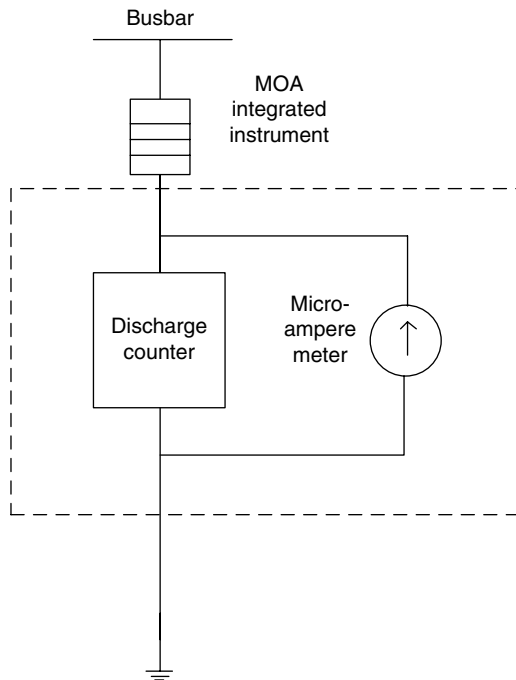 Busbar
MOA
integrated
instrument
Discharge
counter
Micro-
ampere
meter